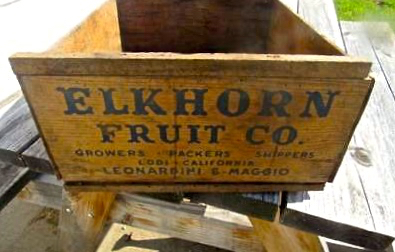 ELKHORN
FRUIT CO.
GROWERS - PACKERS - SHIPPERS
LODI - CALIFORNIA
LEONARDINI & MAGGIO